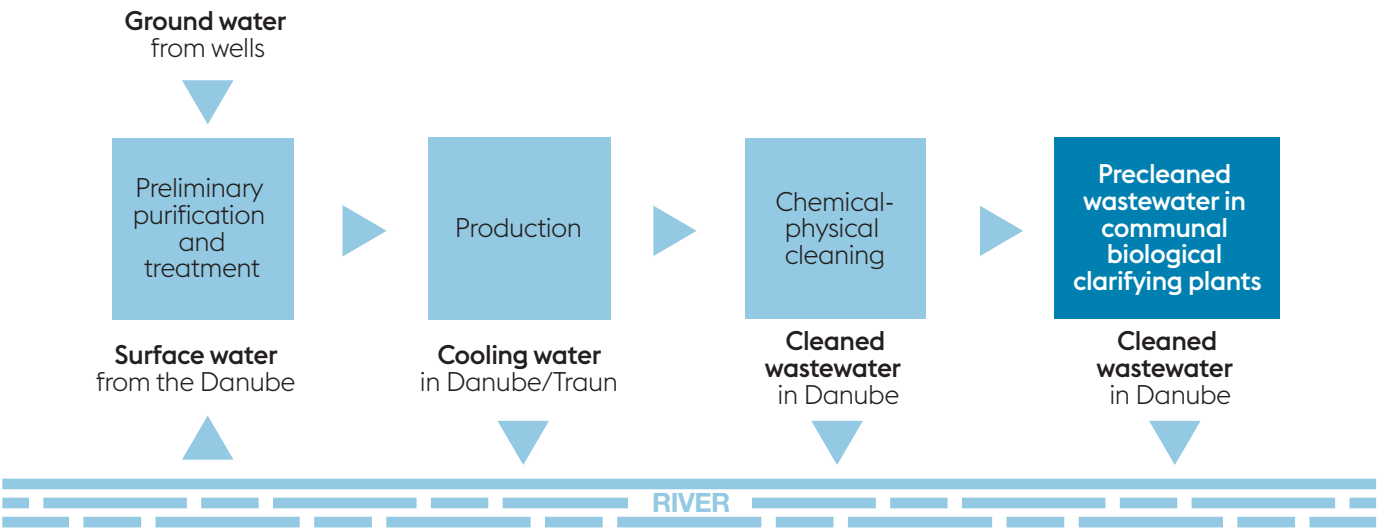 Ground water
from wells
Preliminary
purification
and
treatment
Production
Chemical-
physical
cleaning
Precleaned
wastewater in
communal
biological
clarifying plants
Surface water
from the Danube
Cooling water
in Danube/Traun
Cleaned
wastewater
in Danube
Cleaned
wastewater
in Danube
RIVER